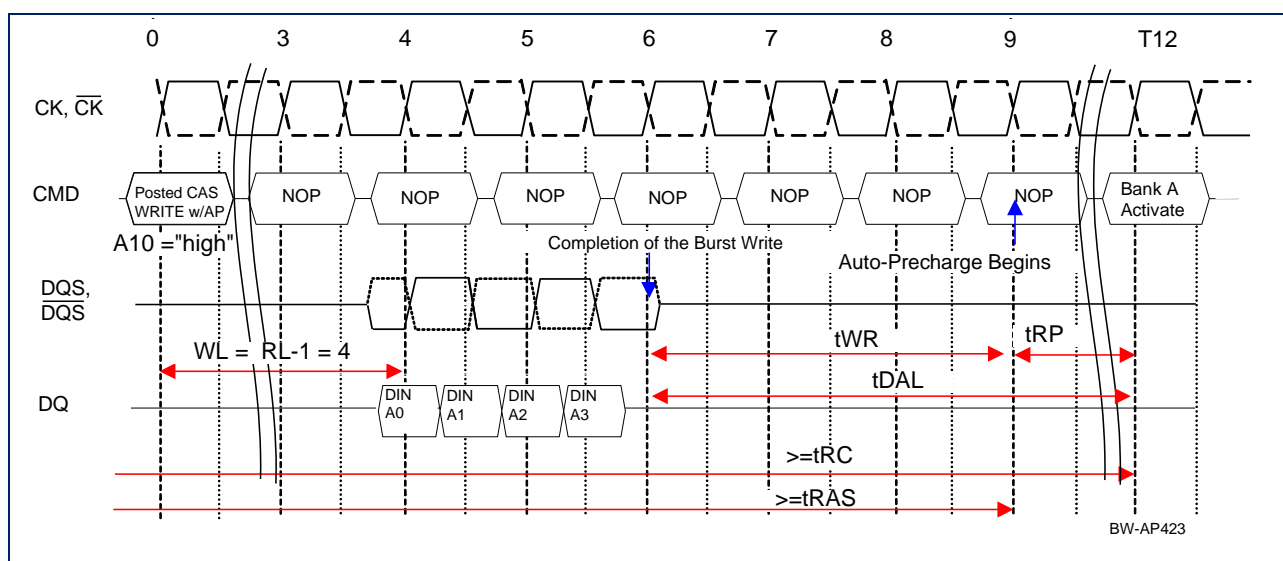 0 3 4 5 6 7 8 9 T12
CK, CK
CMD
Posted CAS
WRITE w/AP
NOP NOP NOP NOP NOP NOP NOP
Bank A
Activate
A10 ="high"
Completion of the Burst Write
Auto-Precharge Begins
DQS,
DQS
WL = RL-1 = 4
tWR
tRP
tDAL
DQ
DIN
A0
DIN
A1
DIN
A2
DIN
A3
>=tRC
>=tRAS
BW-AP423